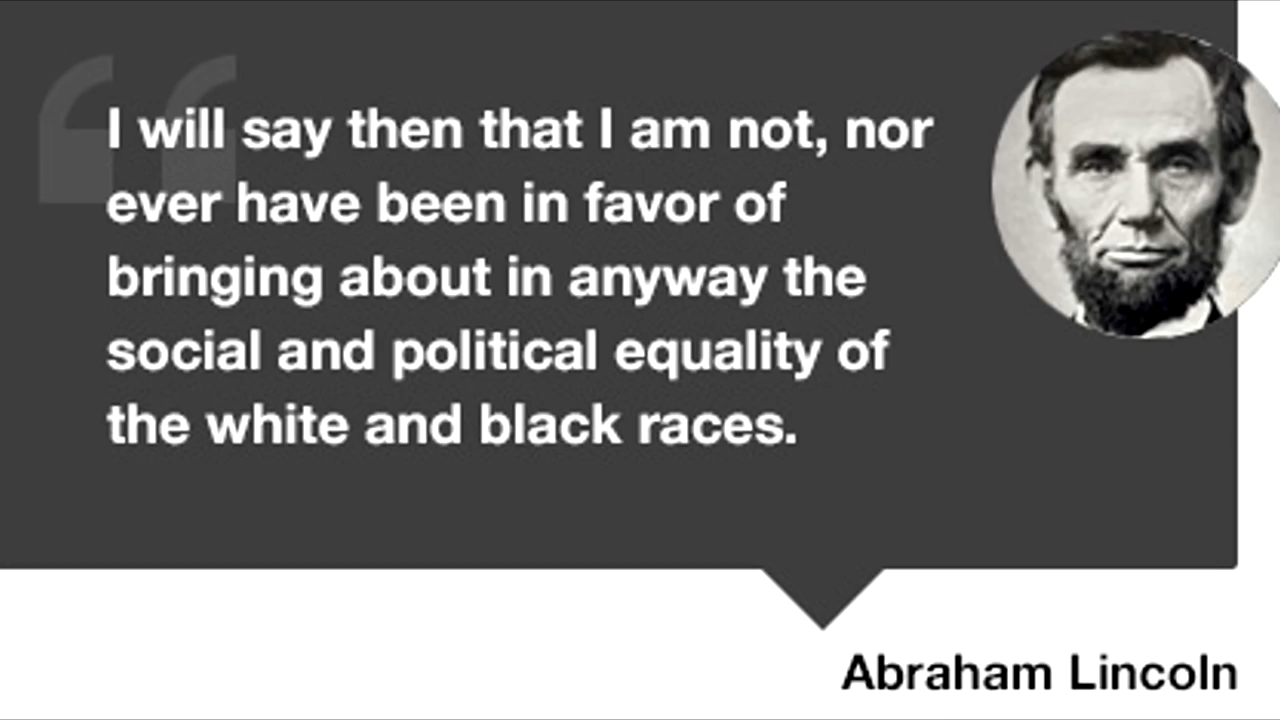 I will say then that I am not, nor
ever have been in favor of
bringing about in anyway the
social and political equality of
the white and black races.
Abraham Lincoln